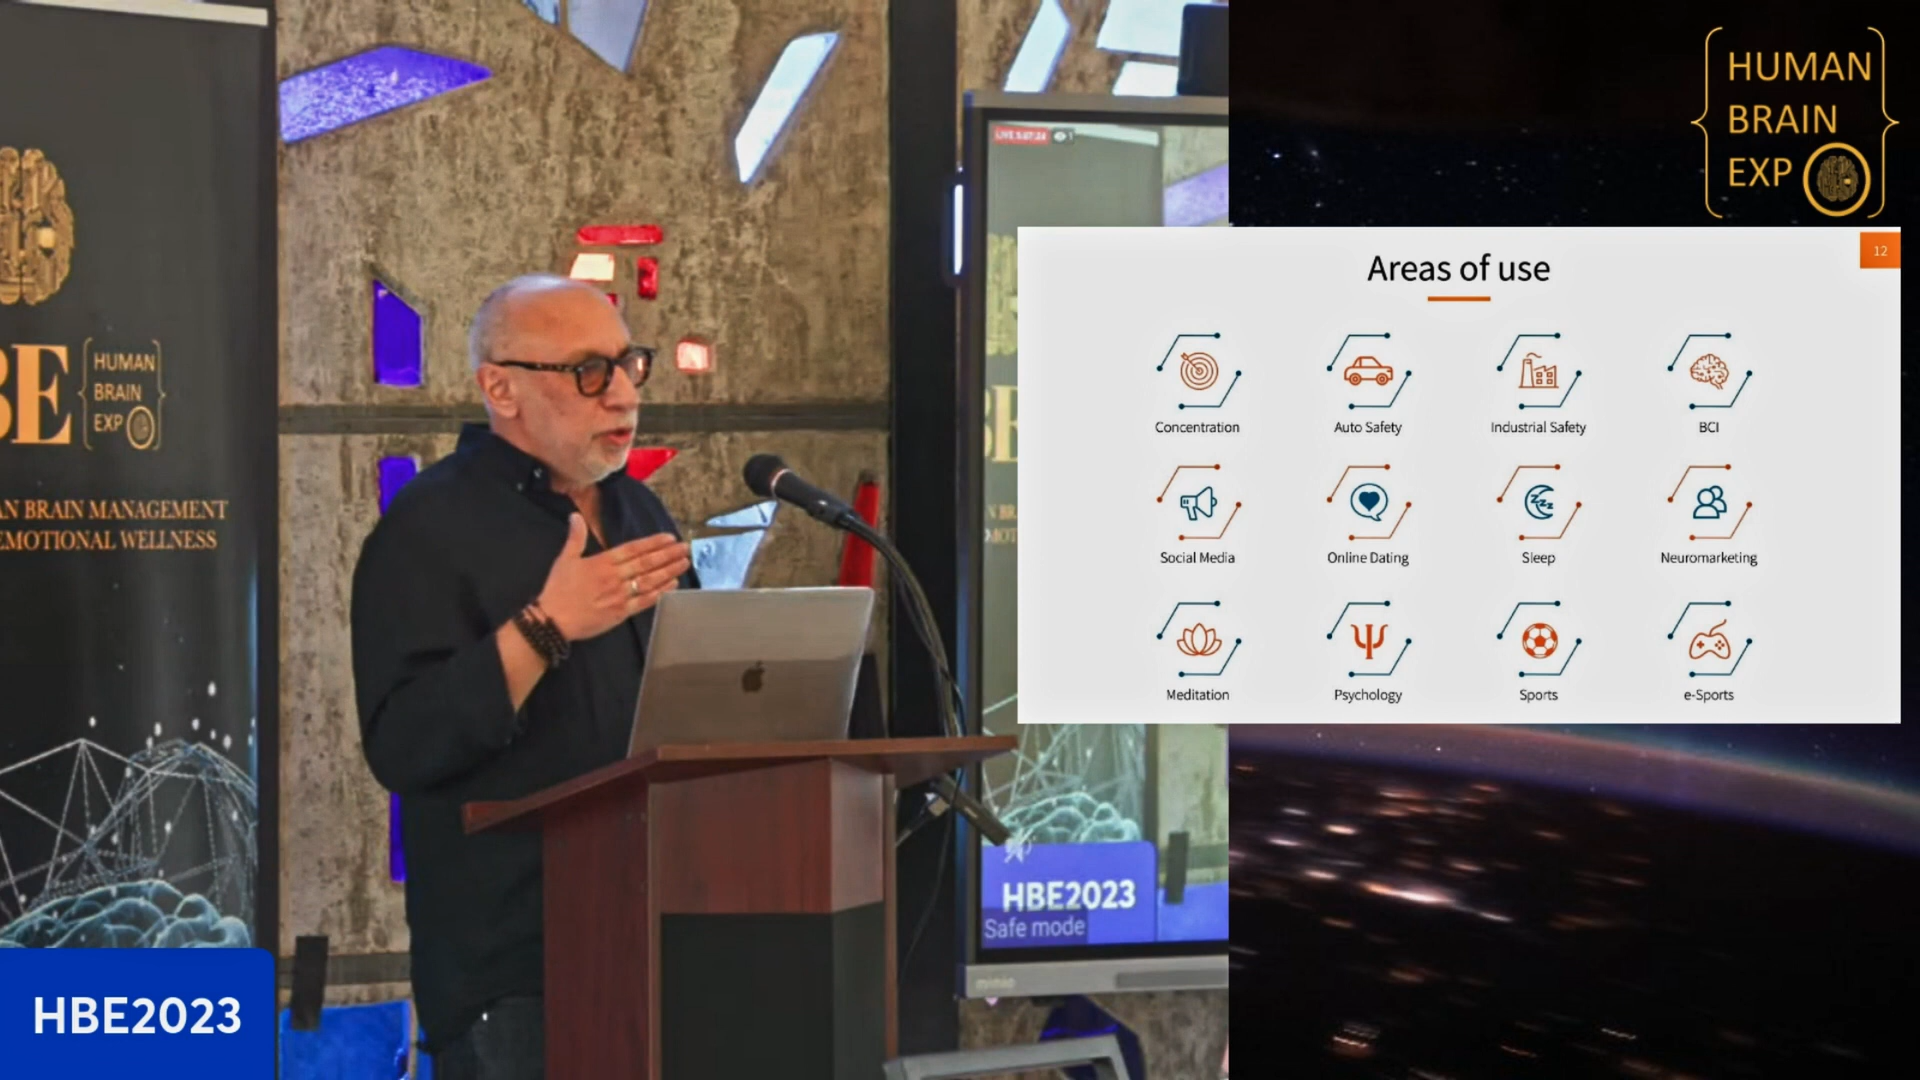 BE
HUMAN
BRAIN
EXP
AN BRAIN MANAGEMENT
EMOTIONAL WELLNESS
HBE2023
HBE2023
Safe mode
HUMAN
BRAIN
EXP
12
Areas of use
Concentration
Auto Safety
Industrial Safety
BCI
Social Media
Online Dating
Sleep
Neuromarketing
Meditation
Psychology
Sports
e-Sports